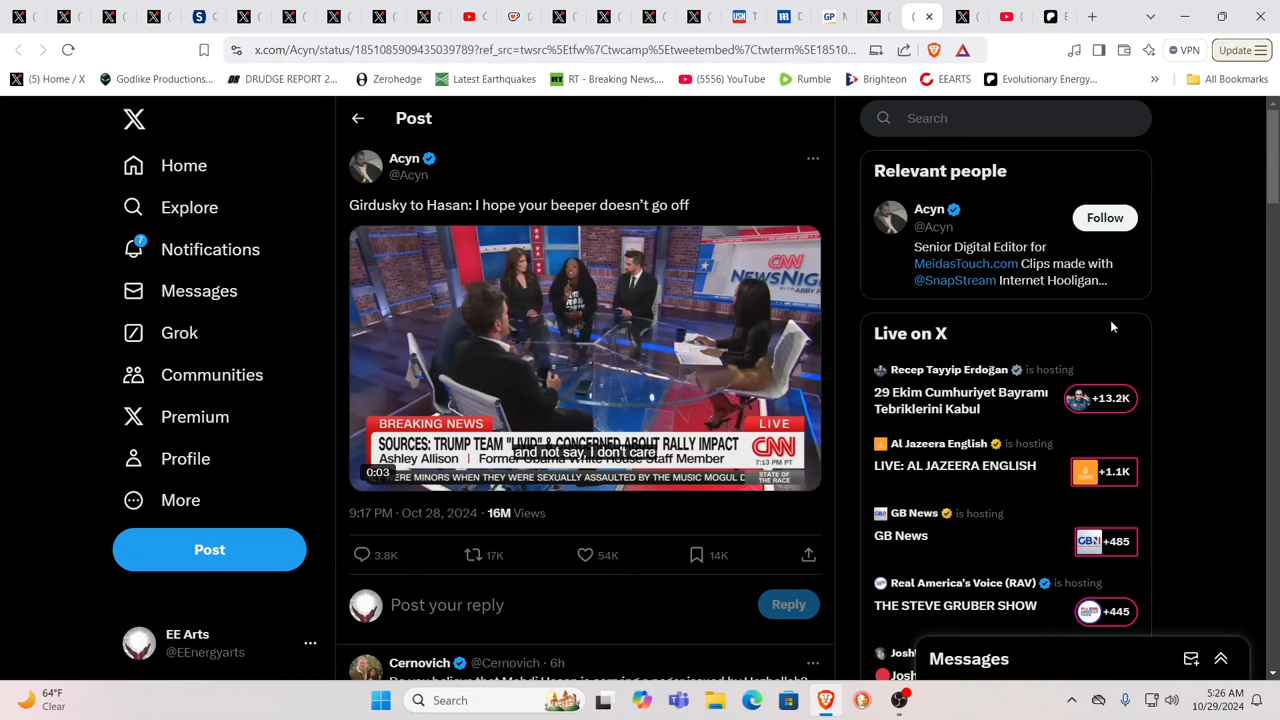 x.com/Acyn/status/1851085909435039789?ref_src=twsrc%5Etfw%7Ctwcamp%5Etweetembed%7Ctwterm%5E18510...
VPN
Update
(5) Home / X
Godlike Productions...
DRUDGE REPORT 2...
Zerohedge
Latest Earthquakes
RT - Breaking News,...
(5555) YouTube
Rumble
Brighteon
EEARTS
Evolutionary Energy...
»
All Bookmarks
Home
Explore
7
Notifications
Messages
Grok
Communities
Premium
Profile
More
Post
EE Arts
@EEnergyarts
Post
Acyn
@Acyn
Girdusky to Hasan: I hope your beeper doesn't go off
CNN
NEWSNIGHT
WITH ABBY
BREAKING NEWS
LIVE
SOURCES: TRUMP TEAM "LIVID" & CONCERNED ABOUT RALLY IMPACT
and not say, I don't care
Ashley Allison | Former Obama White House Staff Member
CNN
7:13 PM PT
0:03
WERE MINORS WHEN THEY WERE SEXUALLY ASSAULTED BY THE MUSIC MOGUL
STATE OF THE RACE
9:17 PM · Oct 28, 2024 · 16M Views
3.8K
17K
54K
14K
Post your reply
Reply
Cernovich @Cernovich · 6h
Search
Relevant people
Acyn
@Acyn
Follow
Senior Digital Editor for
MeidasTouch.com Clips made with
@SnapStream Internet Hooligan...
Live on X
Recep Tayyip Erdoğan is hosting
29 Ekim Cumhuriyet Bayramı
Tebriklerini Kabul
+13.2K
Al Jazeera English is hosting
LIVE: AL JAZEERA ENGLISH
+1.1K
GB News is hosting
GB News
+485
Real America's Voice (RAV) is hosting
THE STEVE GRUBER SHOW
+445
Messages
64°F
Clear
Search
5:26 AM
10/29/2024